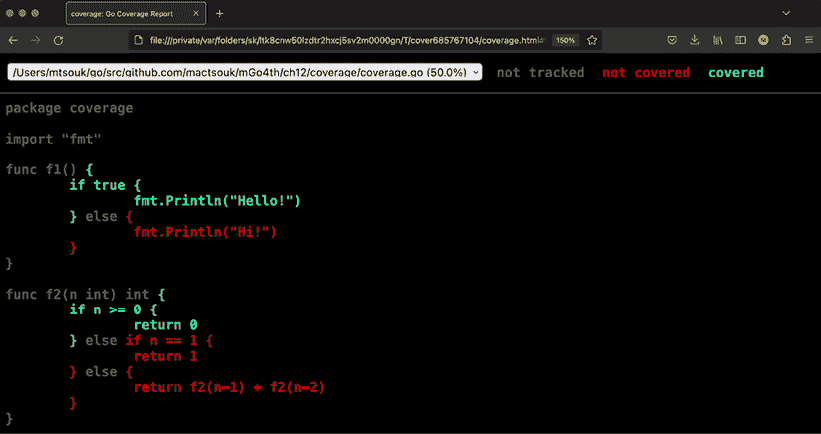 coverage: Go Coverage Report
file:///private/var/folders/sk/ltk8cnw50lzdtr2hxcj5sv2m0000gn/T/cover685767104/coverage.html# 150%
/Users/mtsouk/go/src/github.com/mactsouk/mGo4th/ch12/coverage/coverage.go (50.0%) not tracked not covered covered
package coverage
import "fmt"
func f1() {
if true {
fmt.Println("Hello!")
} else {
fmt.Println("Hi!")
}
}
func f2(n int) int {
if n >= 0 {
return 0
} else if n == 1 {
return 1
} else {
return f2(n-1) + f2(n-2)
}
}